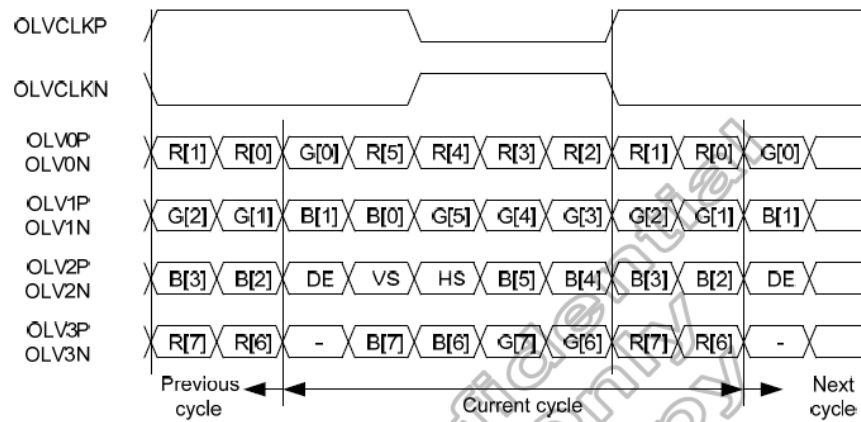 OLVCLKP
OLVCLKN
OLV0P
OLV0N
R[1] R[0] G[0] R[5] R[4] R[3] R[2] R[1] R[0] G[0]
OLV1P
OLV1N
G[2] G[1] B[1] B[0] G[5] G[4] G[3] G[2] G[1] B[1]
OLV2P
OLV2N
B[3] B[2] DE VS HS B[5] B[4] B[3] B[2] DE
OLV3P
OLV3N
R[7] R[6] - B[7] B[6] G[7] G[6] R[7] R[6] -
Previous cycle
Current cycle
Next cycle